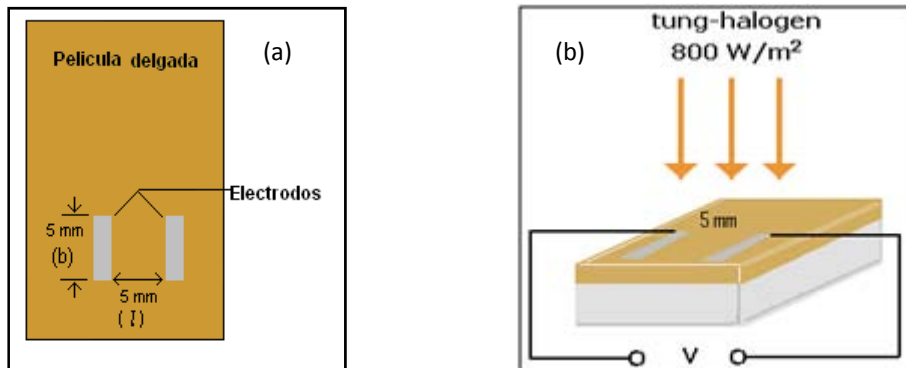 (a)
Pelicula delgada
Electrodos
5 mm
(b)
5 mm
(l)
(b)
tung-halogen
800 W/m²
5 mm
V